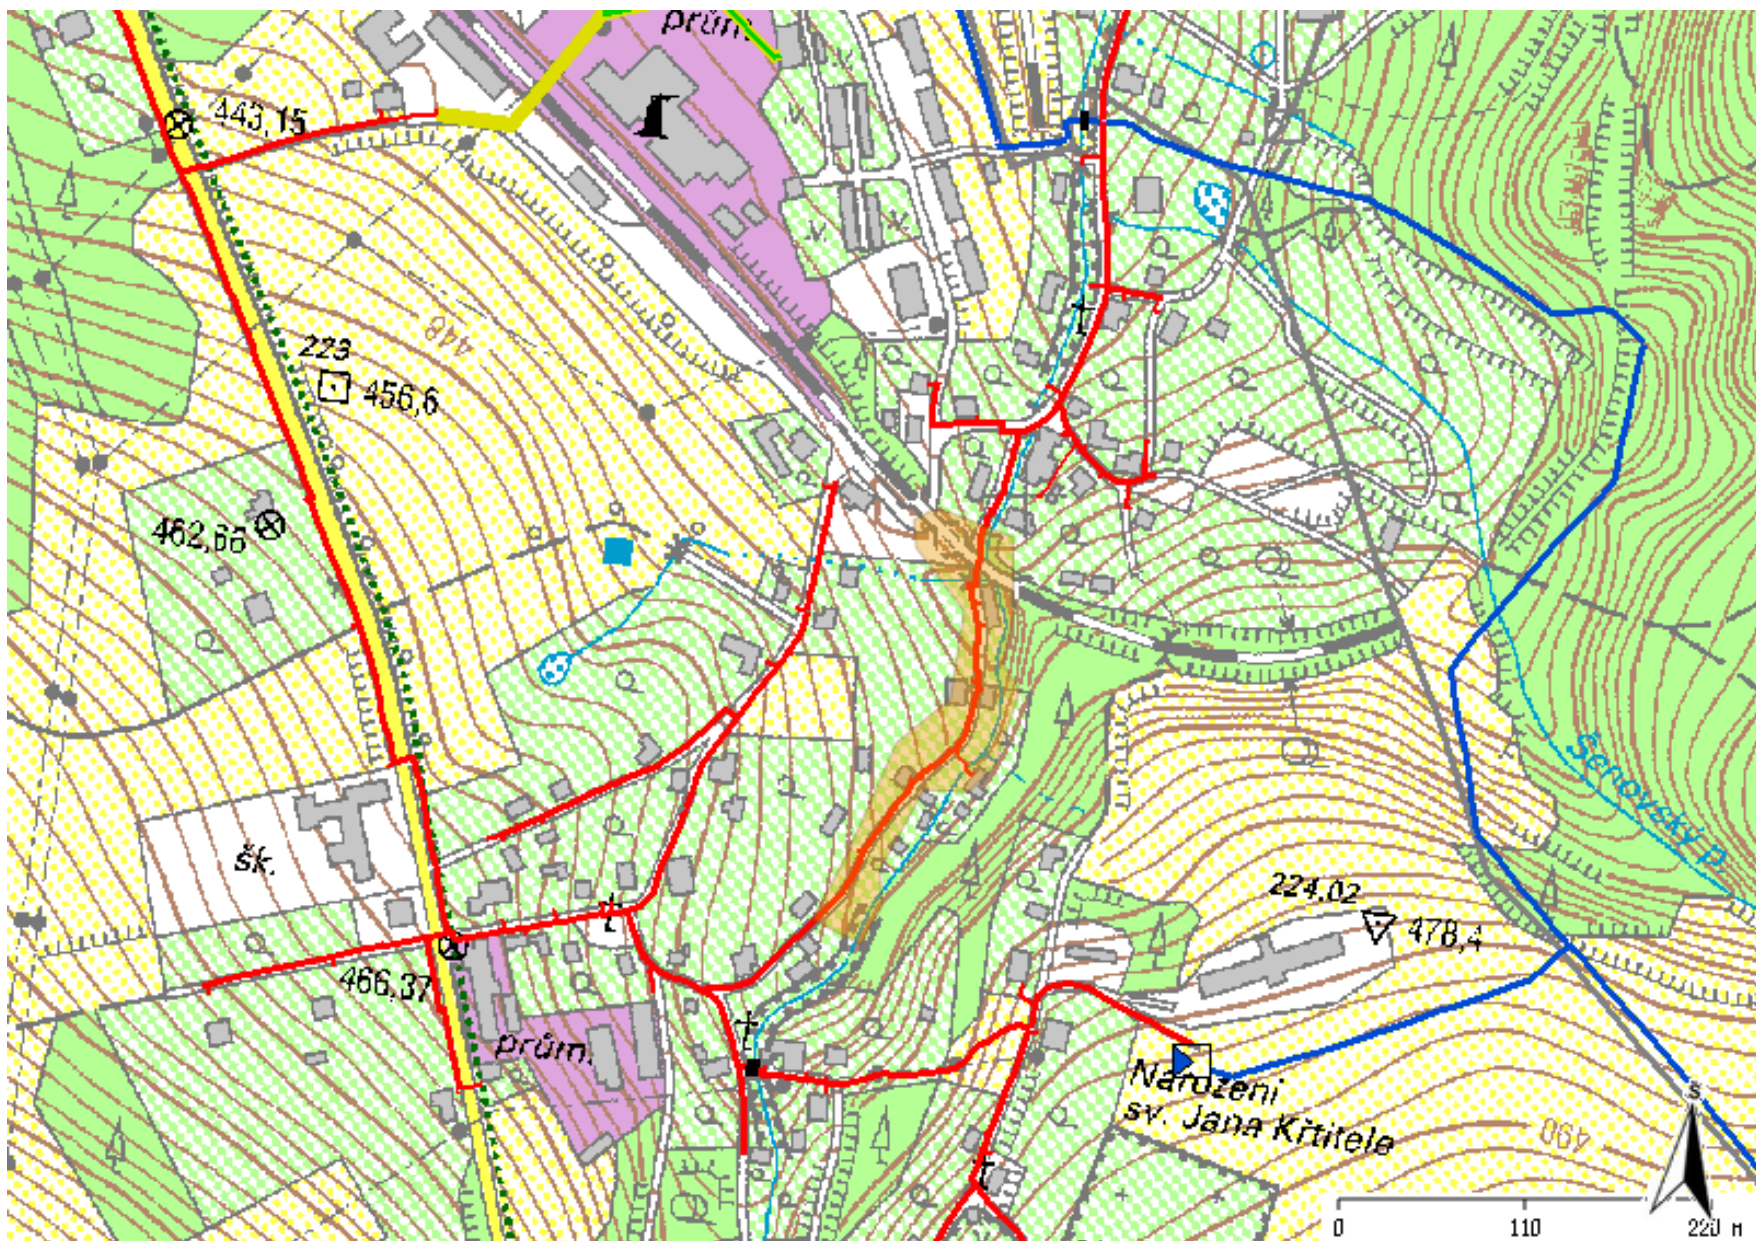 prům.
443,15
448
223
456,6
462,66
šk.
466,37
prům.
Šenovský p.
224,02
478,4
Narození
sv. Jana Křtitele
490
S
0 110 220 m